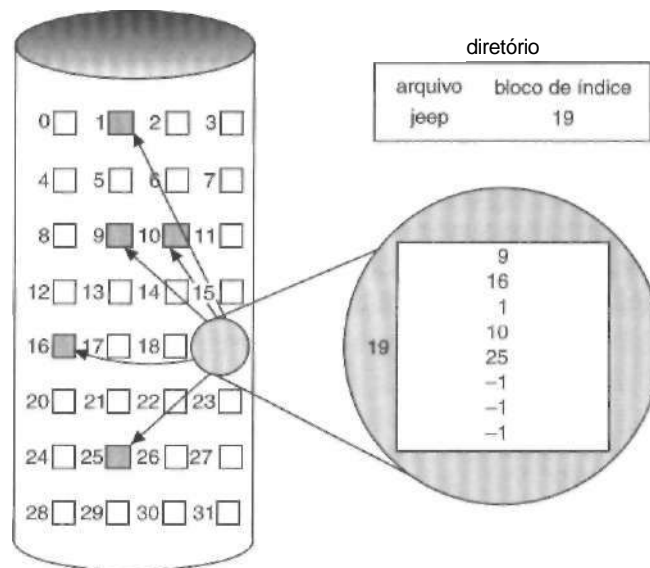 diretório
arquivo bloco de índice
jeep 19
0 1 2 3
4 5 6 7
8 9 10 11
12 13 14 15
16 17 18
20 21 22 23
24 25 26 27
28 29 30 31
19
9
16
1
10
25
–1
–1
–1